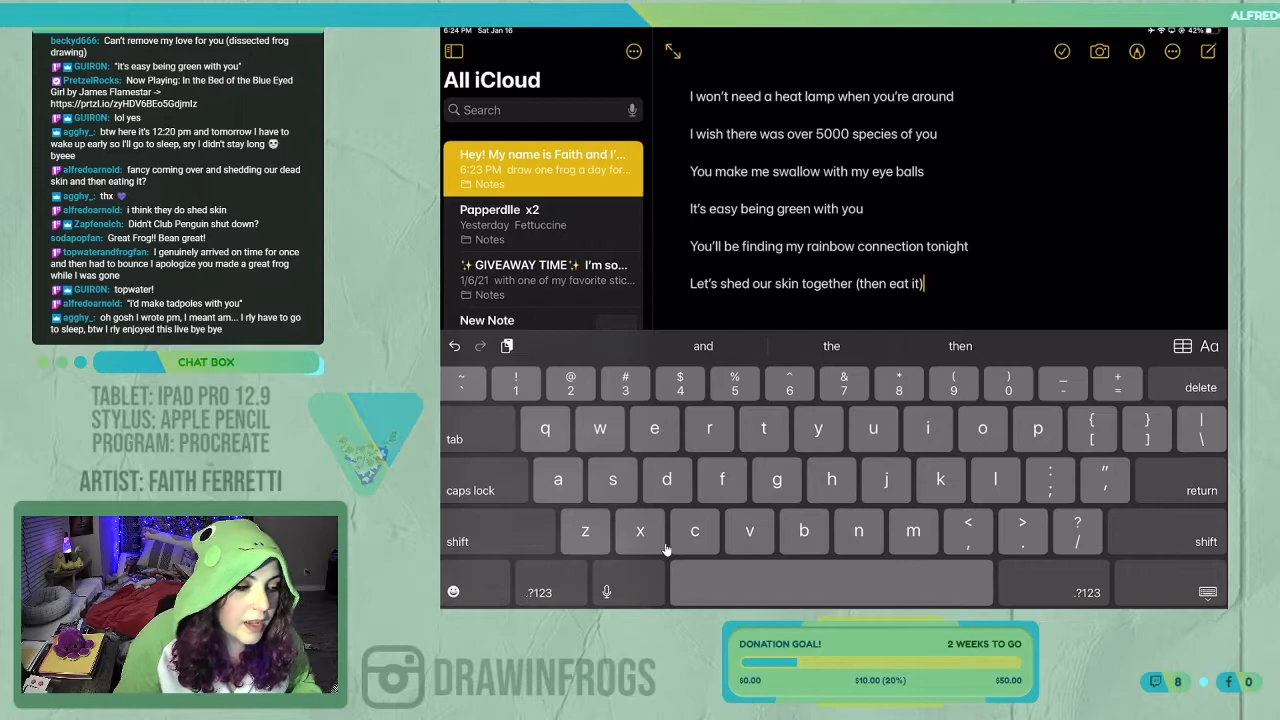 ALFRED
beckyd666: Can't remove my love for you (dissected frog
drawing)
GUIR0N: "it's easy being green with you"
PretzelRocks: Now Playing: In the Bed of the Blue Eyed
Girl by James Flamestar ->
https://prtzl.io/zyHDV6BEo5Gdjmlz
GUIR0N: lol yes
agghy_: btw here it's 12:20 pm and tomorrow I have to
wake up early so I'll go to sleep, sry I didn't stay long 💀
byeee
alfredoarnold: fancy coming over and shedding our dead
skin and then eating it?
agghy_: thx 💜
alfredoarnold: i think they do shed skin
Zapfenelch: Didn't Club Penguin shut down?
sodapopfan: Great Frog!! Bean great!
topwaterandfrogfan: I genuinely arrived on time for once
and then had to bounce I apologize you made a great frog
while I was gone
GUIR0N: topwater!
alfredoarnold: "i'd make tadpoles with you"
agghy_: oh gosh I wrote pm, I meant am... I rly have to go
to sleep, btw I rly enjoyed this live bye bye
CHAT BOX
TABLET: IPAD PRO 12.9
STYLUS: APPLE PENCIL
PROGRAM: PROCREATE
ARTIST: FAITH FERRETTI
6:24 PM Sat Jan 16
42%
All iCloud
Search
Hey! My name is Faith and I'...
6:23 PM draw one frog a day for...
Notes
Papperdlle x2
Yesterday Fettuccine
Notes
✨GIVEAWAY TIME✨ I'm so...
1/6/21 with one of my favorite stic...
Notes
New Note
I won't need a heat lamp when you're around
I wish there was over 5000 species of you
You make me swallow with my eye balls
It's easy being green with you
You'll be finding my rainbow connection tonight
Let's shed our skin together (then eat it)
and the then Aa
~ ! @ # $ % ^ & * ( ) _ +
` 1 2 3 4 5 6 7 8 9 0 - = delete
tab q w e r t y u i o p { [ } ] | \
caps lock a s d f g h j k l : ; " ' return
shift z x c v b n m < , > . ? / shift
.?123 .?123
DRAWINFROGS
DONATION GOAL! 2 WEEKS TO GO
$0.00 $10.00 (20%) $50.00
8 0